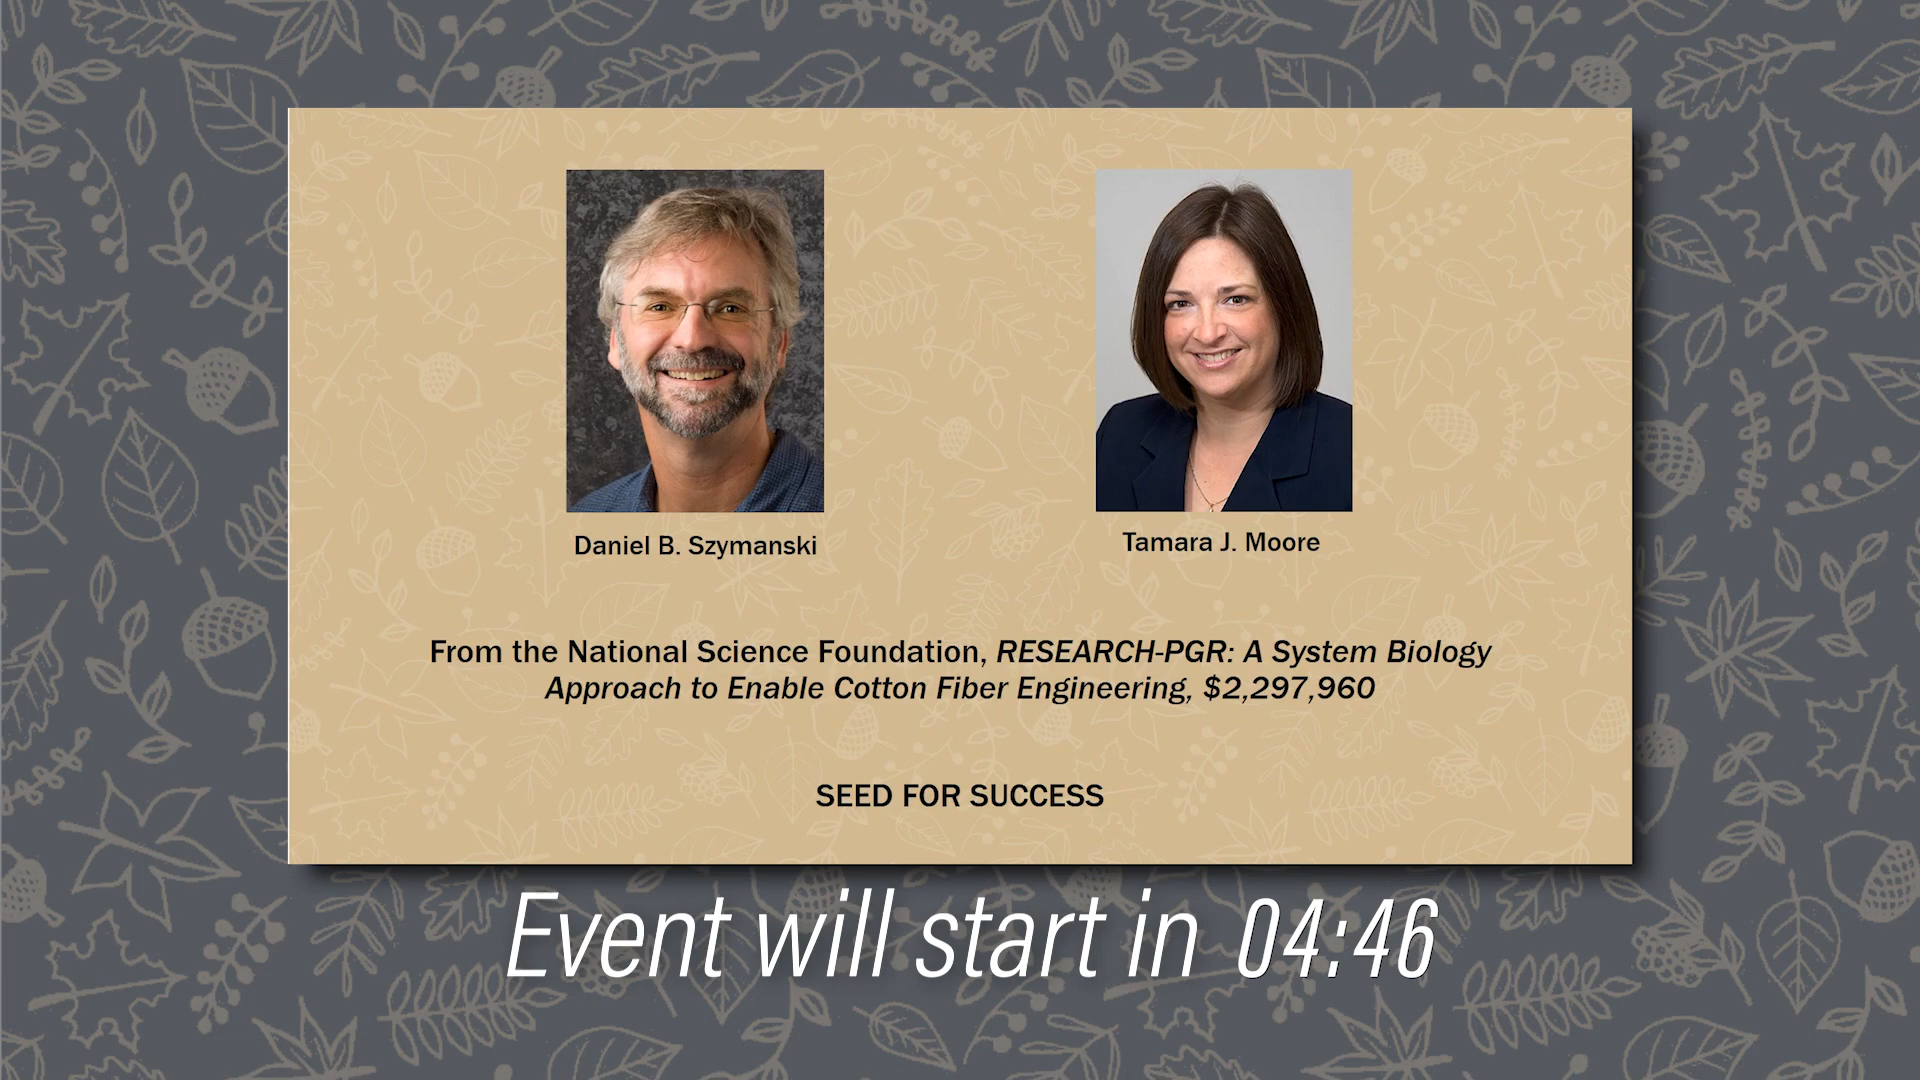 Daniel B. Szymanski
Tamara J. Moore
From the National Science Foundation, RESEARCH-PGR: A System Biology
Approach to Enable Cotton Fiber Engineering, $2,297,960
SEED FOR SUCCESS
Event will start in 04:46